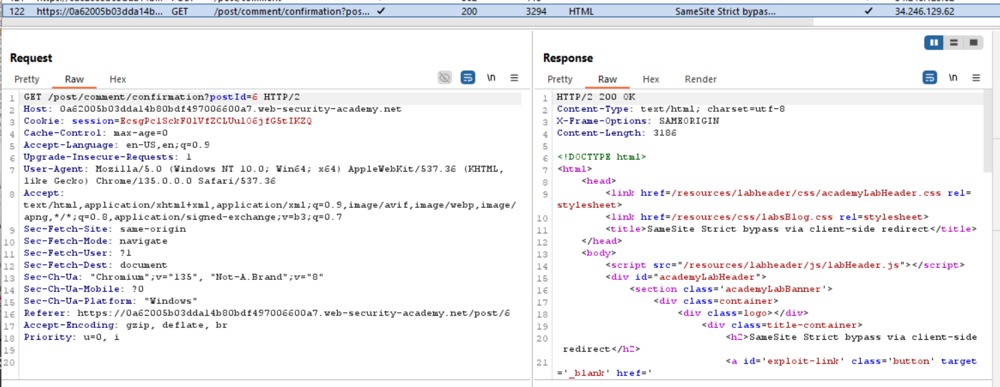 122 https://0a62005b03dda14b... GET /post/comment/confirmation?pos... ✓ 200 3294 HTML SameSite Strict bypas... ✓ 34.246.129.62
Request
Pretty Raw Hex \n
1 GET /post/comment/confirmation?postId=6 HTTP/2
2 Host: 0a62005b03dda14b80bdf497006600a7.web-security-academy.net
3 Cookie: session=EcsgPclSckF0lVfZCLUul06jfG5tIKZQ
4 Cache-Control: max-age=0
5 Accept-Language: en-US,en;q=0.9
6 Upgrade-Insecure-Requests: 1
7 User-Agent: Mozilla/5.0 (Windows NT 10.0; Win64; x64) AppleWebKit/537.36 (KHTML,
like Gecko) Chrome/135.0.0.0 Safari/537.36
8 Accept:
text/html,application/xhtml+xml,application/xml;q=0.9,image/avif,image/webp,image/
apng,*/*;q=0.8,application/signed-exchange;v=b3;q=0.7
9 Sec-Fetch-Site: same-origin
10 Sec-Fetch-Mode: navigate
11 Sec-Fetch-User: ?1
12 Sec-Fetch-Dest: document
13 Sec-Ch-Ua: "Chromium";v="135", "Not-A.Brand";v="8"
14 Sec-Ch-Ua-Mobile: ?0
15 Sec-Ch-Ua-Platform: "Windows"
16 Referer: https://0a62005b03dda14b80bdf497006600a7.web-security-academy.net/post/6
17 Accept-Encoding: gzip, deflate, br
18 Priority: u=0, i
19
20
Response
Pretty Raw Hex Render \n
1 HTTP/2 200 OK
2 Content-Type: text/html; charset=utf-8
3 X-Frame-Options: SAMEORIGIN
4 Content-Length: 3186
5
6 <!DOCTYPE html>
7 <html>
8 <head>
9 <link href=/resources/labheader/css/academyLabHeader.css rel=
stylesheet>
10 <link href=/resources/css/labsBlog.css rel=stylesheet>
11 <title>SameSite Strict bypass via client-side redirect</title>
12 </head>
13 <body>
14 <script src="/resources/labheader/js/labHeader.js"></script>
15 <div id="academyLabHeader">
16 <section class='academyLabBanner'>
17 <div class=container>
18 <div class=logo></div>
19 <div class=title-container>
20 <h2>SameSite Strict bypass via client-side
redirect</h2>
21 <a id='exploit-link' class='button' target
='_blank' href='